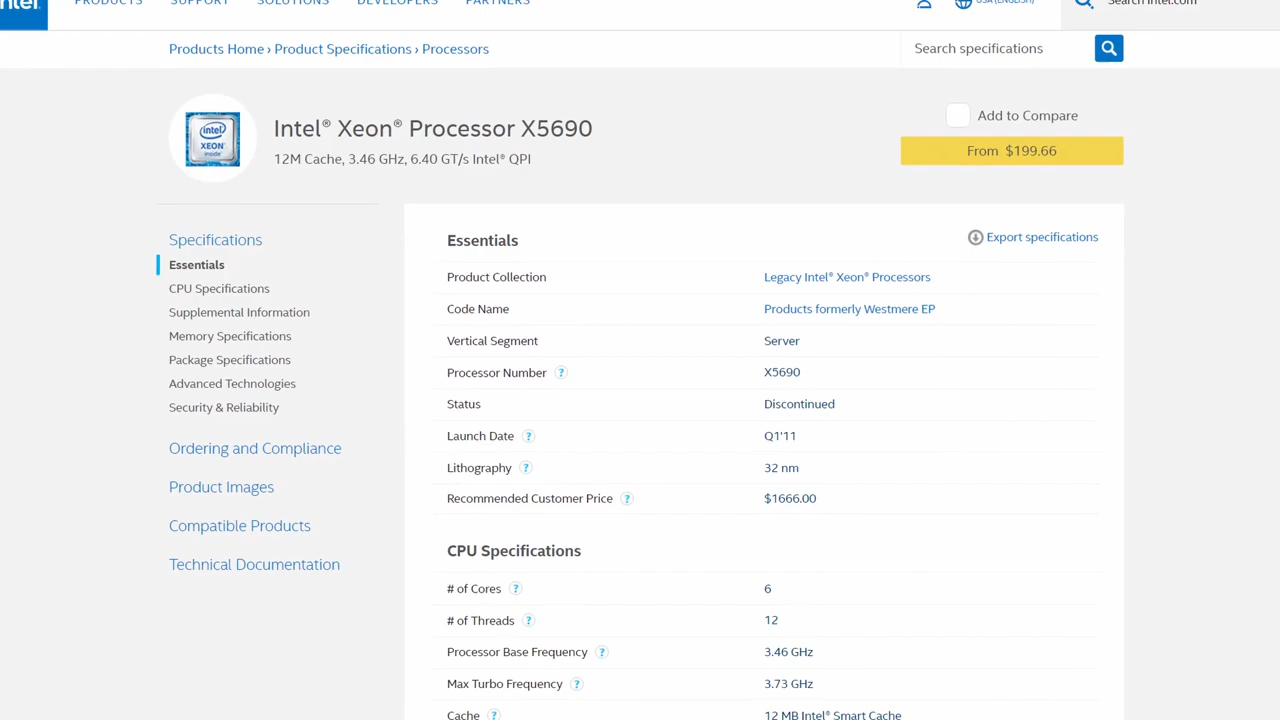 intel.
PRODUCTS SUPPORT SOLUTIONS DEVELOPERS PARTNERS USA (ENGLISH) Search Intel.com
Products Home › Product Specifications › Processors
Search specifications
intel XEON inside
Intel® Xeon® Processor X5690
12M Cache, 3.46 GHz, 6.40 GT/s Intel® QPI
Add to Compare
From $199.66
Specifications
Essentials
CPU Specifications
Supplemental Information
Memory Specifications
Package Specifications
Advanced Technologies
Security & Reliability
Ordering and Compliance
Product Images
Compatible Products
Technical Documentation
Essentials
Export specifications
Product Collection Legacy Intel® Xeon® Processors
Code Name Products formerly Westmere EP
Vertical Segment Server
Processor Number ? X5690
Status Discontinued
Launch Date ? Q1'11
Lithography ? 32 nm
Recommended Customer Price ? $1666.00
CPU Specifications
# of Cores ? 6
# of Threads ? 12
Processor Base Frequency ? 3.46 GHz
Max Turbo Frequency ? 3.73 GHz
Cache ? 12 MB Intel® Smart Cache